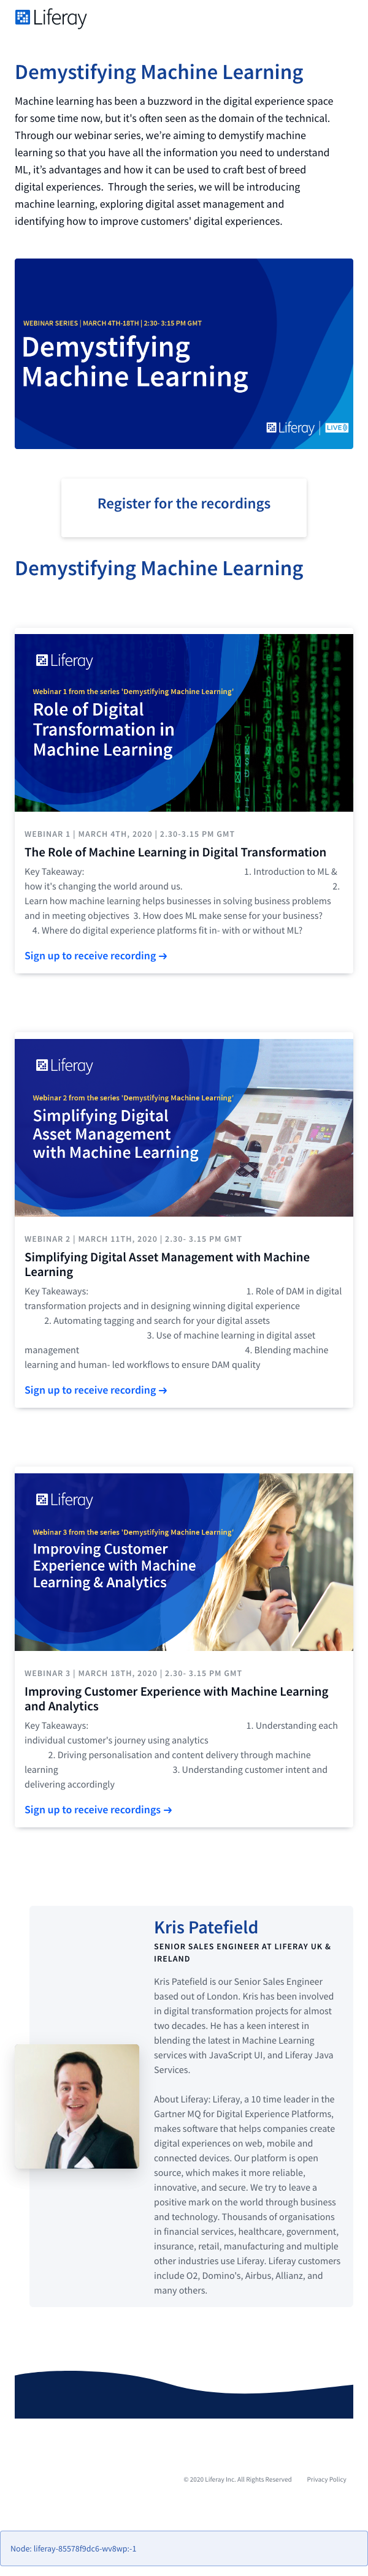 Liferay
Demystifying Machine Learning
Machine learning has been a buzzword in the digital experience space
for some time now, but it's often seen as the domain of the technical.
Through our webinar series, we're aiming to demystify machine
learning so that you have all the information you need to understand
ML, it's advantages and how it can be used to craft best of breed
digital experiences. Through the series, we will be introducing
machine learning, exploring digital asset management and
identifying how to improve customers' digital experiences.
WEBINAR SERIES | MARCH 4TH-18TH | 2:30- 3:15 PM GMT
Demystifying
Machine Learning
Liferay | LIVE
Register for the recordings
Demystifying Machine Learning
Liferay
Webinar 1 from the series 'Demystifying Machine Learning'
Role of Digital
Transformation in
Machine Learning
WEBINAR 1 | MARCH 4TH, 2020 | 2.30-3.15 PM GMT
The Role of Machine Learning in Digital Transformation
Key Takeaway: 1. Introduction to ML &
how it's changing the world around us. 2.
Learn how machine learning helps businesses in solving business problems
and in meeting objectives 3. How does ML make sense for your business?
4. Where do digital experience platforms fit in- with or without ML?
Sign up to receive recording →
Liferay
Webinar 2 from the series 'Demystifying Machine Learning'
Simplifying Digital
Asset Management
with Machine Learning
WEBINAR 2 | MARCH 11TH, 2020 | 2.30- 3.15 PM GMT
Simplifying Digital Asset Management with Machine
Learning
Key Takeaways: 1. Role of DAM in digital
transformation projects and in designing winning digital experience
2. Automating tagging and search for your digital assets
3. Use of machine learning in digital asset
management 4. Blending machine
learning and human- led workflows to ensure DAM quality
Sign up to receive recording →
Liferay
Webinar 3 from the series 'Demystifying Machine Learning'
Improving Customer
Experience with Machine
Learning & Analytics
WEBINAR 3 | MARCH 18TH, 2020 | 2.30- 3.15 PM GMT
Improving Customer Experience with Machine Learning
and Analytics
Key Takeaways: 1. Understanding each
individual customer's journey using analytics
2. Driving personalisation and content delivery through machine
learning 3. Understanding customer intent and
delivering accordingly
Sign up to receive recordings →
Kris Patefield
SENIOR SALES ENGINEER AT LIFERAY UK &
IRELAND
Kris Patefield is our Senior Sales Engineer
based out of London. Kris has been involved
in digital transformation projects for almost
two decades. He has a keen interest in
blending the latest in Machine Learning
services with JavaScript UI, and Liferay Java
Services.
About Liferay: Liferay, a 10 time leader in the
Gartner MQ for Digital Experience Platforms,
makes software that helps companies create
digital experiences on web, mobile and
connected devices. Our platform is open
source, which makes it more reliable,
innovative, and secure. We try to leave a
positive mark on the world through business
and technology. Thousands of organisations
in financial services, healthcare, government,
insurance, retail, manufacturing and multiple
other industries use Liferay. Liferay customers
include O2, Domino's, Airbus, Allianz, and
many others.
© 2020 Liferay Inc. All Rights Reserved Privacy Policy
Node: liferay-85578f9dc6-wv8wp:-1